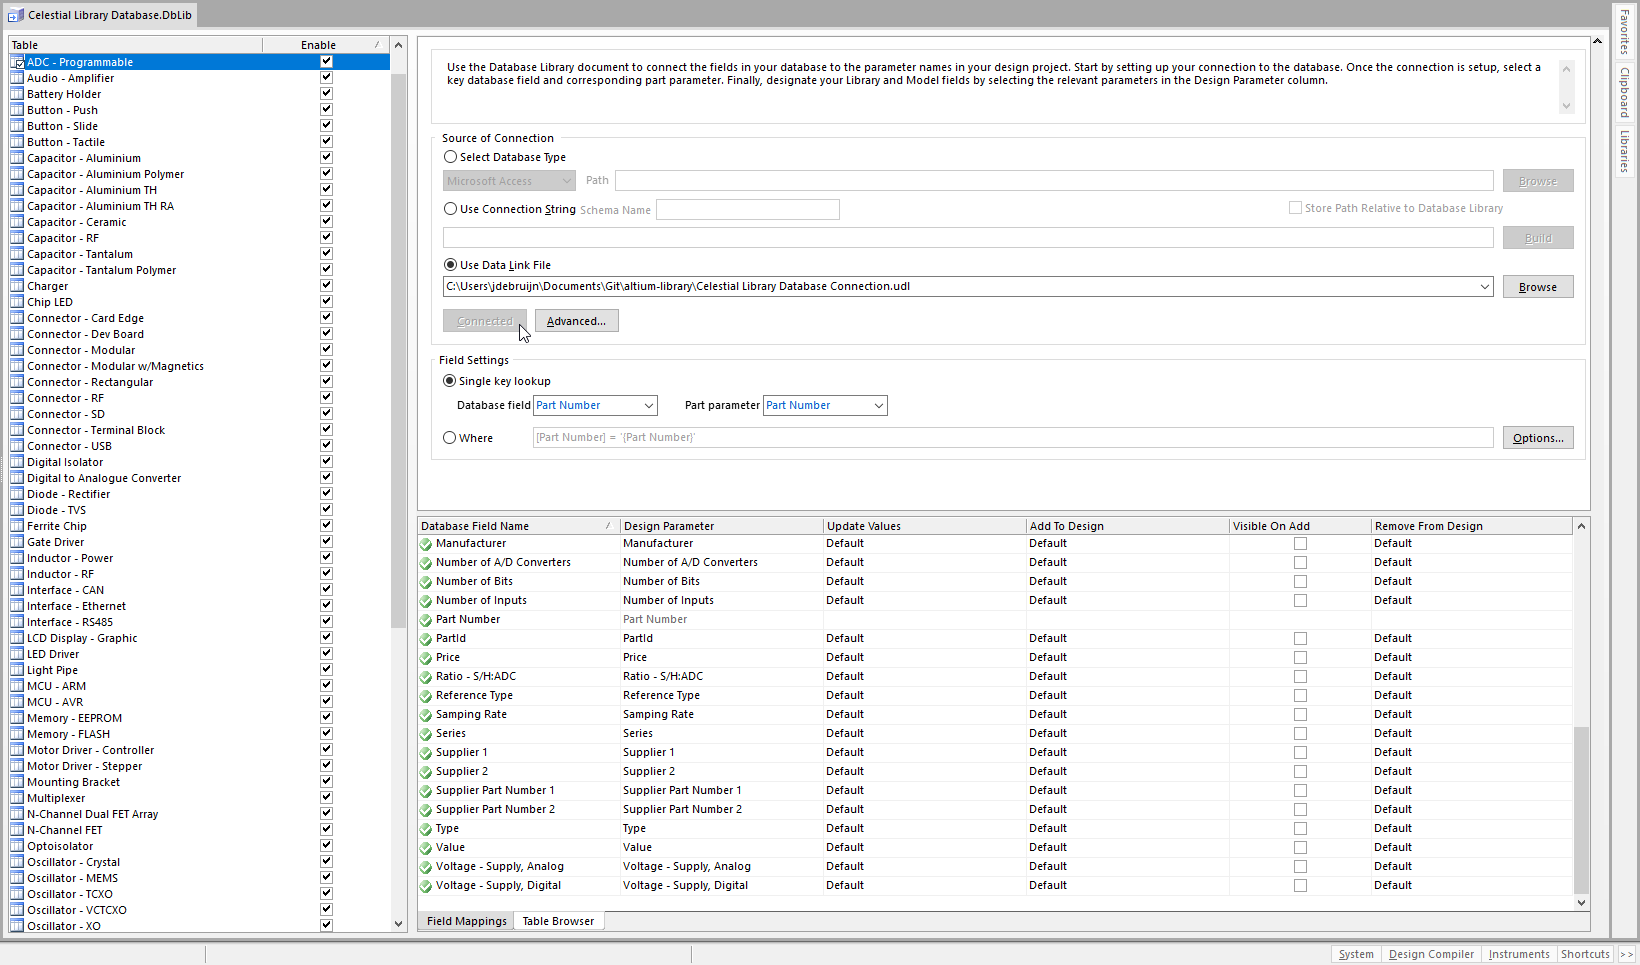 Celestial Library Database.DbLib
Table Enable
ADC - Programmable
Audio - Amplifier
Battery Holder
Button - Push
Button - Slide
Button - Tactile
Capacitor - Aluminium
Capacitor - Aluminium Polymer
Capacitor - Aluminium TH
Capacitor - Aluminium TH RA
Capacitor - Ceramic
Capacitor - RF
Capacitor - Tantalum
Capacitor - Tantalum Polymer
Charger
Chip LED
Connector - Card Edge
Connector - Dev Board
Connector - Modular
Connector - Modular w/Magnetics
Connector - Rectangular
Connector - RF
Connector - SD
Connector - Terminal Block
Connector - USB
Digital Isolator
Digital to Analogue Converter
Diode - Rectifier
Diode - TVS
Ferrite Chip
Gate Driver
Inductor - Power
Inductor - RF
Interface - CAN
Interface - Ethernet
Interface - RS485
LCD Display - Graphic
LED Driver
Light Pipe
MCU - ARM
MCU - AVR
Memory - EEPROM
Memory - FLASH
Motor Driver - Controller
Motor Driver - Stepper
Mounting Bracket
Multiplexer
N-Channel Dual FET Array
N-Channel FET
Optoisolator
Oscillator - Crystal
Oscillator - MEMS
Oscillator - TCXO
Oscillator - VCTCXO
Oscillator - XO
Use the Database Library document to connect the fields in your database to the parameter names in your design project. Start by setting up your connection to the database. Once the connection is setup, select a
key database field and corresponding part parameter. Finally, designate your Library and Model fields by selecting the relevant parameters in the Design Parameter column.
Source of Connection
Select Database Type
Microsoft Access Path Browse
Use Connection String Schema Name Store Path Relative to Database Library
Build
Use Data Link File
C:\Users\jdebruijn\Documents\Git\altium-library\Celestial Library Database Connection.udl Browse
Connected Advanced...
Field Settings
Single key lookup
Database field Part Number Part parameter Part Number
Where [Part Number] = '{Part Number}' Options...
Database Field Name Design Parameter Update Values Add To Design Visible On Add Remove From Design
Manufacturer Manufacturer Default Default Default
Number of A/D Converters Number of A/D Converters Default Default Default
Number of Bits Number of Bits Default Default Default
Number of Inputs Number of Inputs Default Default Default
Part Number Part Number
PartId PartId Default Default Default
Price Price Default Default Default
Ratio - S/H:ADC Ratio - S/H:ADC Default Default Default
Reference Type Reference Type Default Default Default
Samping Rate Samping Rate Default Default Default
Series Series Default Default Default
Supplier 1 Supplier 1 Default Default Default
Supplier 2 Supplier 2 Default Default Default
Supplier Part Number 1 Supplier Part Number 1 Default Default Default
Supplier Part Number 2 Supplier Part Number 2 Default Default Default
Type Type Default Default Default
Value Value Default Default Default
Voltage - Supply, Analog Voltage - Supply, Analog Default Default Default
Voltage - Supply, Digital Voltage - Supply, Digital Default Default Default
Field Mappings Table Browser
Favorites
Clipboard
Libraries
System Design Compiler Instruments Shortcuts >>